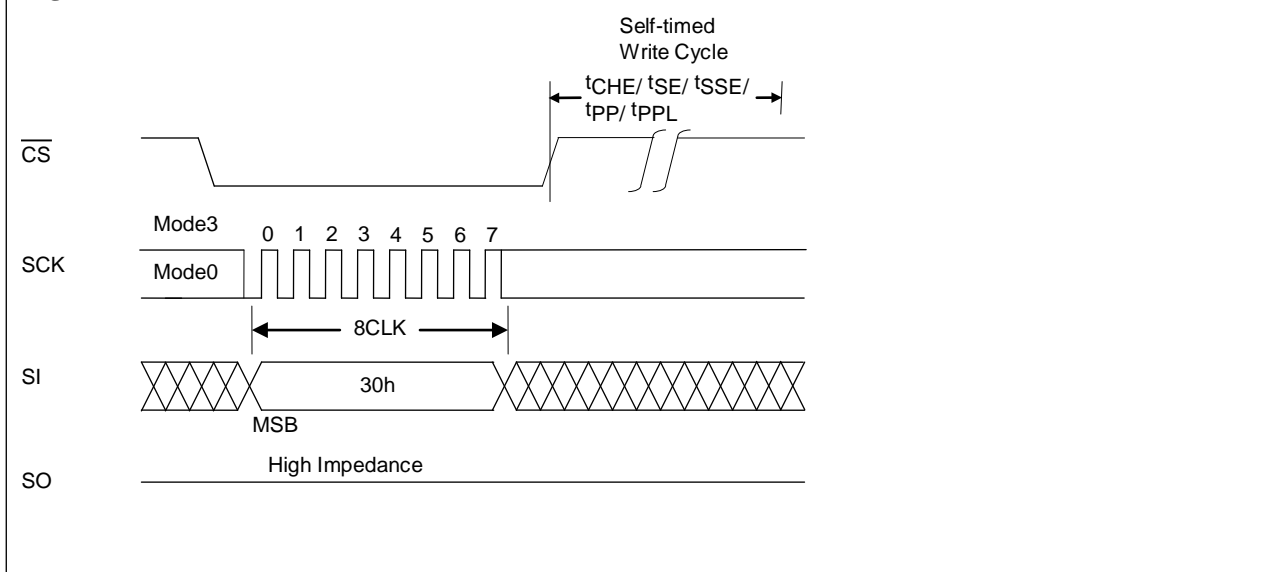 Self-timed
Write Cycle
tCHE/ tSE/ tSSE/
tPP/ tPPL
CS
Mode3
0 1 2 3 4 5 6 7
SCK
Mode0
8CLK
SI
30h
MSB
High Impedance
SO